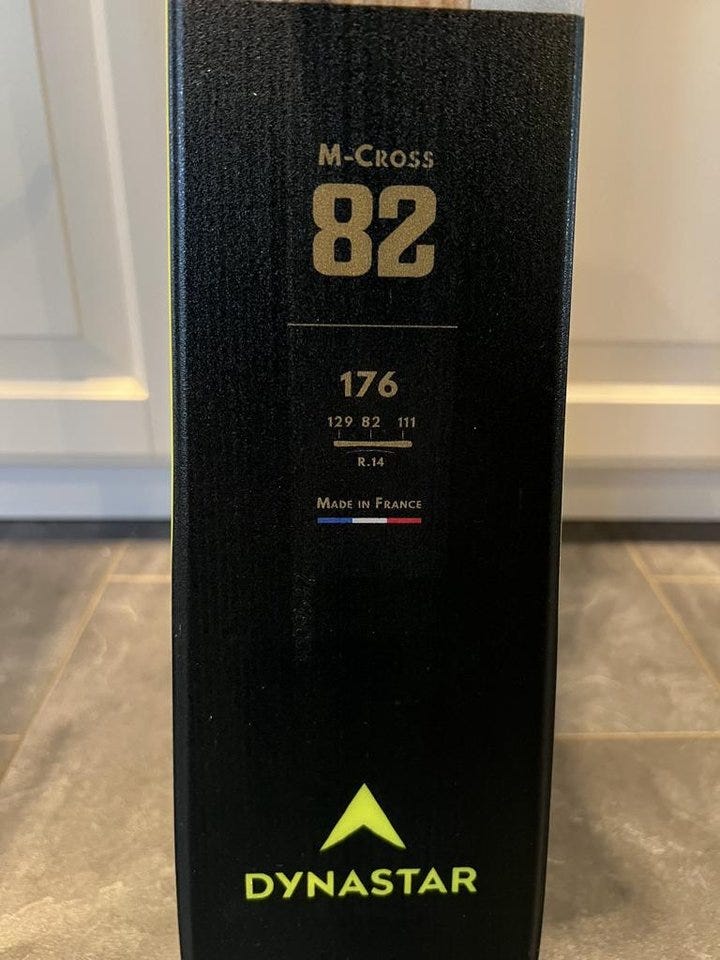 M-Cross
82
176
129 82 111
R.14
Made in France
DYNASTAR